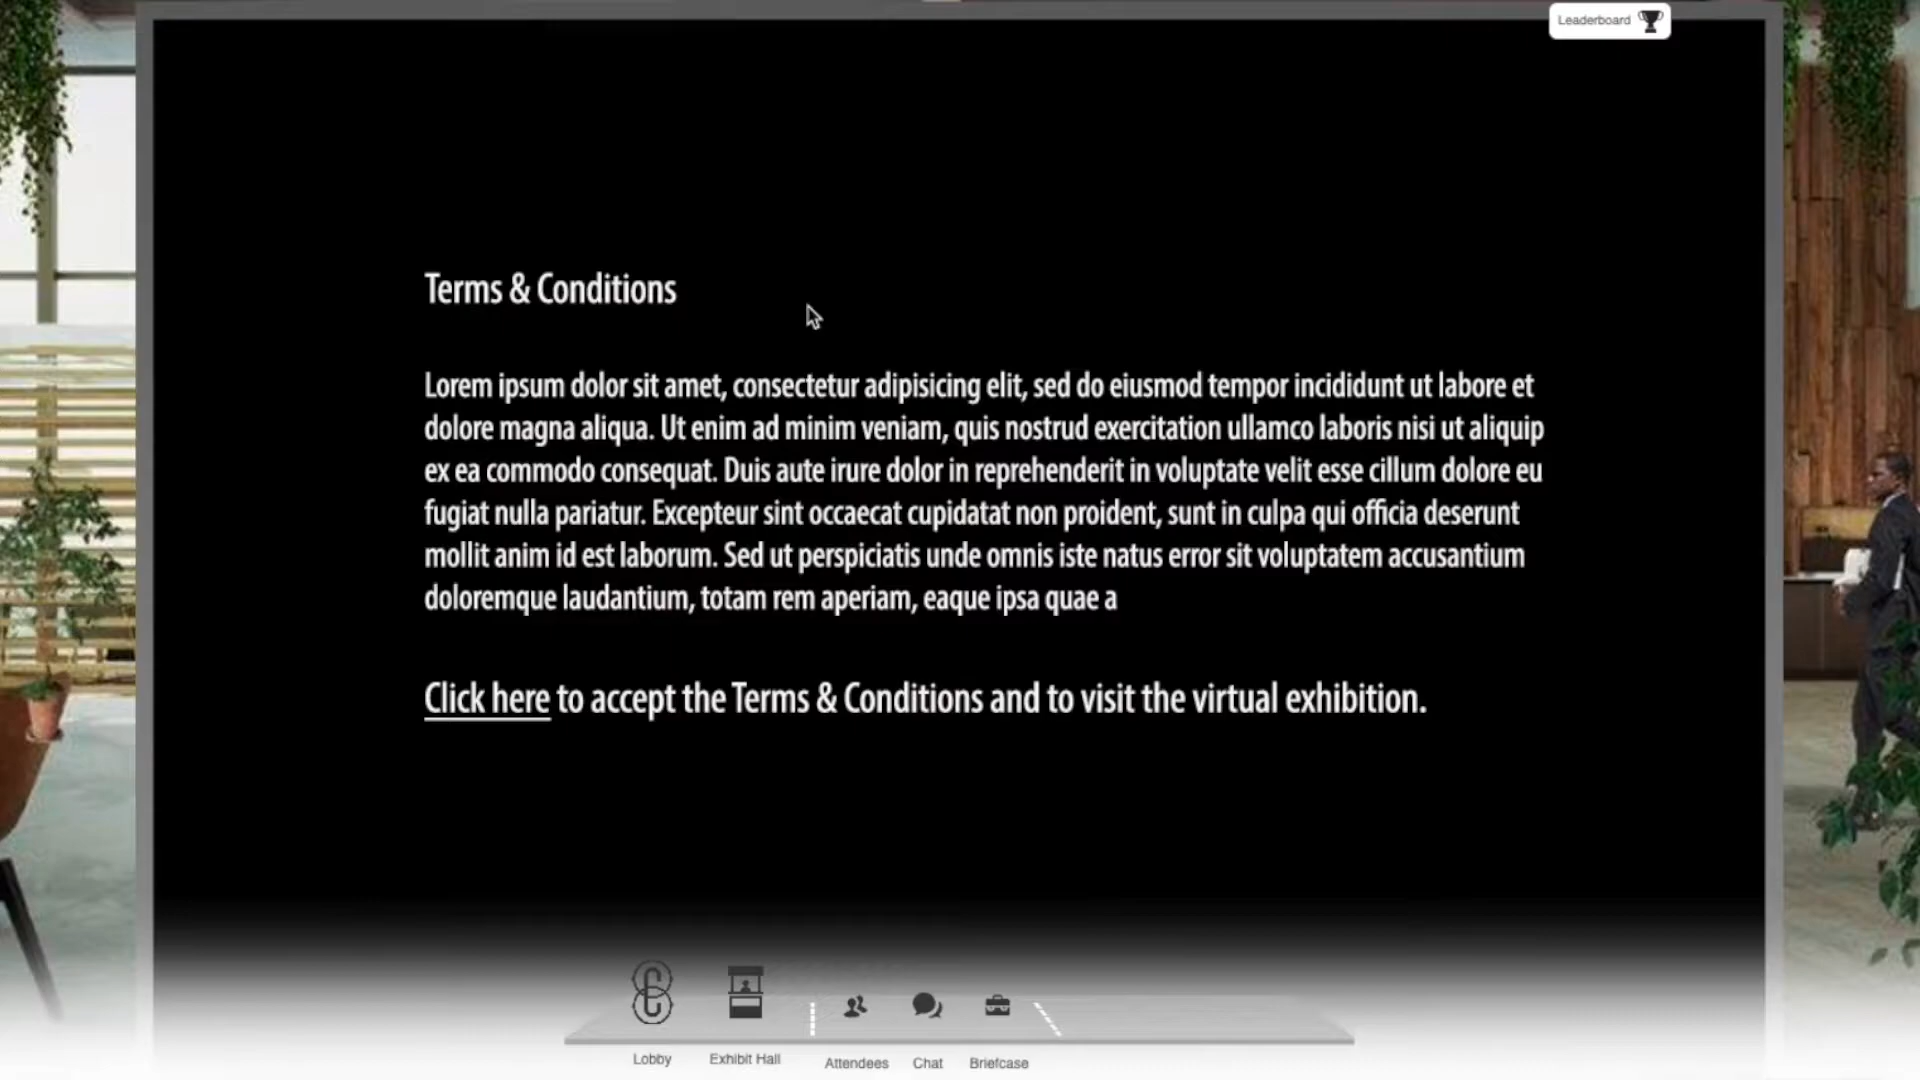 Leaderboard
Terms & Conditions
Lorem ipsum dolor sit amet, consectetur adipisicing elit, sed do eiusmod tempor incididunt ut labore et
dolore magna aliqua. Ut enim ad minim veniam, quis nostrud exercitation ullamco laboris nisi ut aliquip
ex ea commodo consequat. Duis aute irure dolor in reprehenderit in voluptate velit esse cillum dolore eu
fugiat nulla pariatur. Excepteur sint occaecat cupidatat non proident, sunt in culpa qui officia deserunt
mollit anim id est laborum. Sed ut perspiciatis unde omnis iste natus error sit voluptatem accusantium
doloremque laudantium, totam rem aperiam, eaque ipsa quae a
Click here to accept the Terms & Conditions and to visit the virtual exhibition.
Lobby
Exhibit Hall
Attendees
Chat
Briefcase